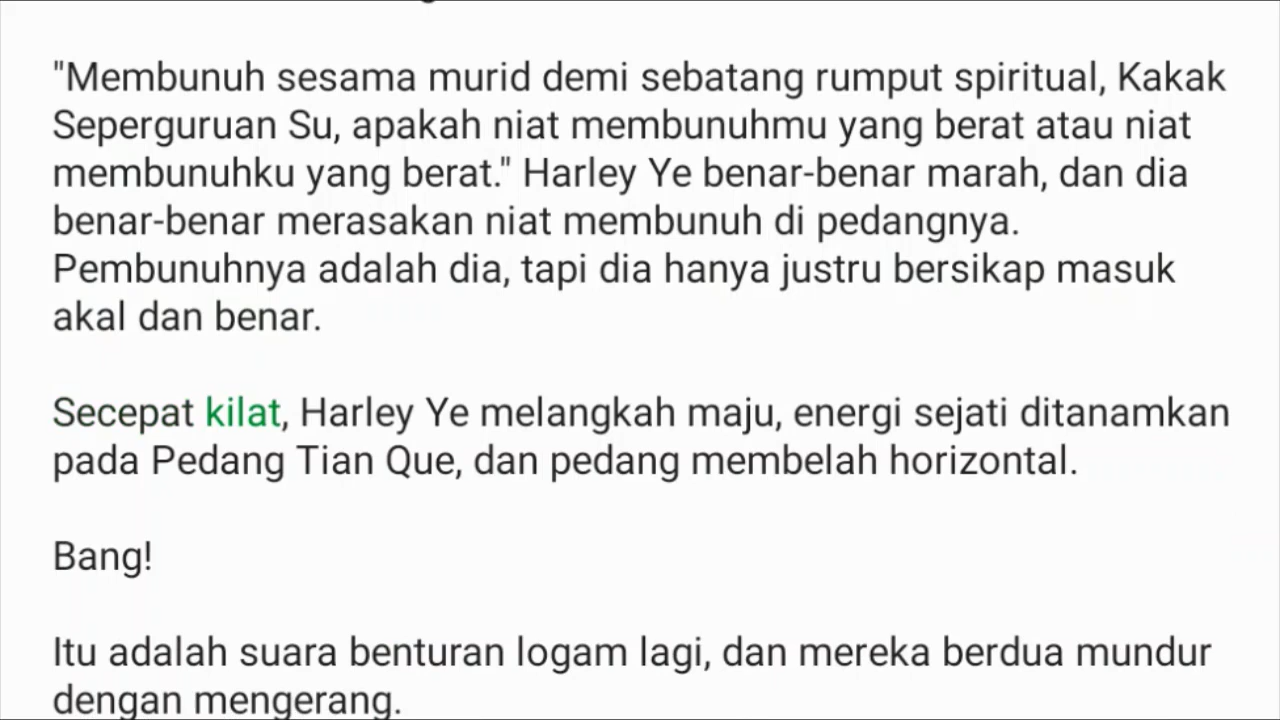 "Membunuh sesama murid demi sebatang rumput spiritual, Kakak
Seperguruan Su, apakah niat membunuhmu yang berat atau niat
membunuhku yang berat." Harley Ye benar-benar marah, dan dia
benar-benar merasakan niat membunuh di pedangnya.
Pembunuhnya adalah dia, tapi dia hanya justru bersikap masuk
akal dan benar.
Secepat kilat, Harley Ye melangkah maju, energi sejati ditanamkan
pada Pedang Tian Que, dan pedang membelah horizontal.
Bang!
Itu adalah suara benturan logam lagi, dan mereka berdua mundur
dengan mengerang.